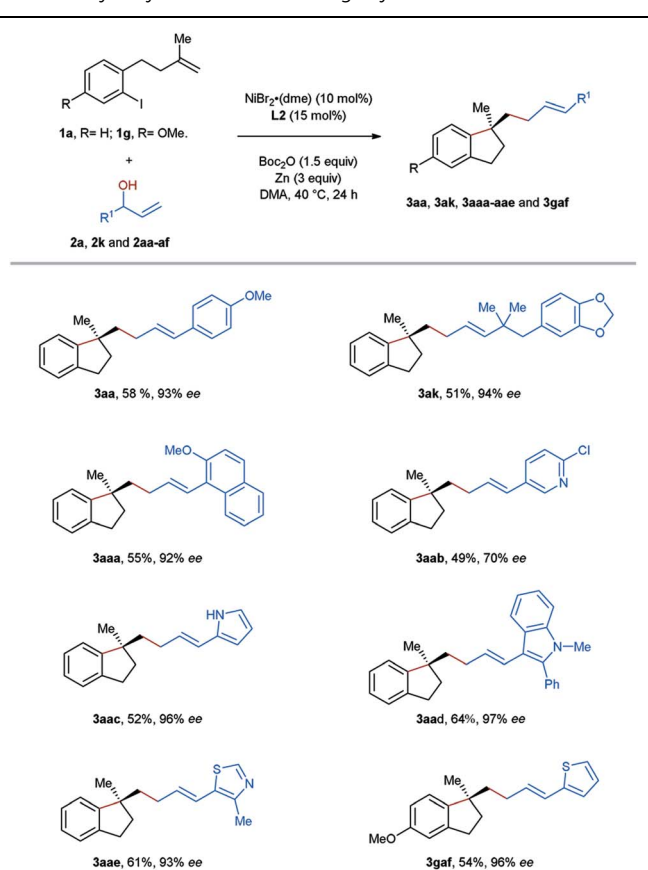 Me
R
I
1a, R= H; 1g, R= OMe.
+
OH
R¹
2a, 2k and 2aa-af
NiBr₂•(dme) (10 mol%)
L2 (15 mol%)
Boc₂O (1.5 equiv)
Zn (3 equiv)
DMA, 40 °C, 24 h
Me
R¹
R
3aa, 3ak, 3aaa-aae and 3gaf
Me
OMe
3aa, 58 %, 93% ee
Me
Me Me
O
O
3ak, 51%, 94% ee
MeO
Me
3aaa, 55%, 92% ee
Me
Cl
N
3aab, 49%, 70% ee
HN
Me
3aac, 52%, 96% ee
Me
N—Me
Ph
3aad, 64%, 97% ee
Me
S
N
Me
3aae, 61%, 93% ee
Me
S
MeO
3gaf, 54%, 96% ee